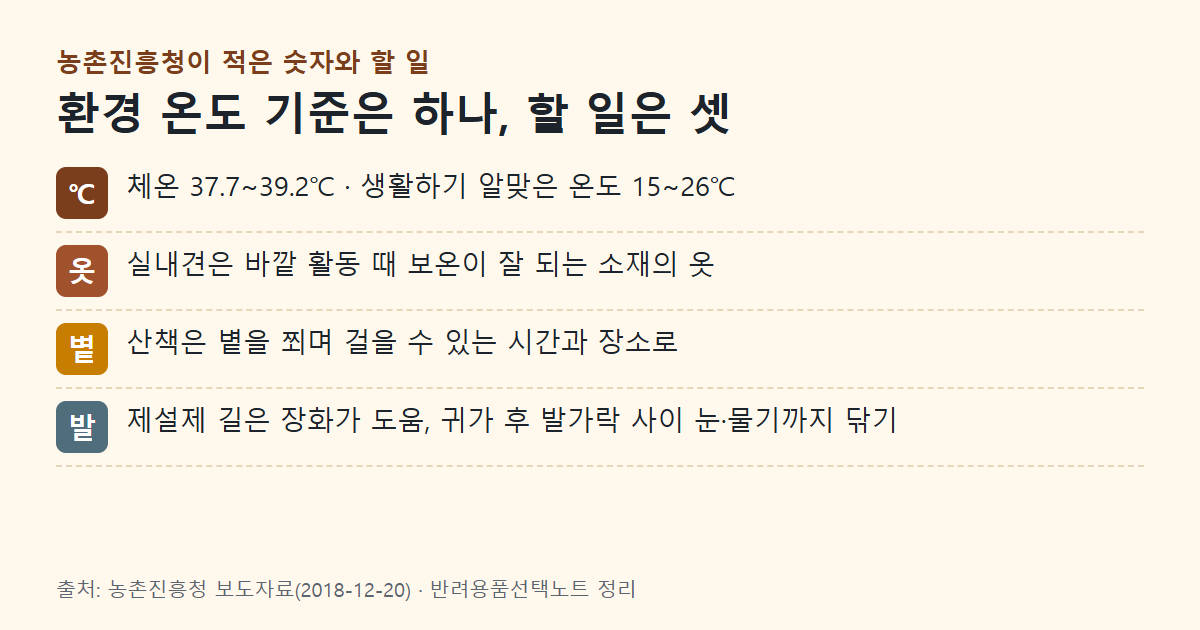 농촌진흥청이 적은 숫자와 할 일
환경 온도 기준은 하나, 할 일은 셋
℃ 체온 37.7~39.2℃ · 생활하기 알맞은 온도 15~26℃
옷 실내견은 바깥 활동 때 보온이 잘 되는 소재의 옷
볕 산책은 볕을 쬐며 걸을 수 있는 시간과 장소로
발 제설제 길은 장화가 도움, 귀가 후 발가락 사이 눈·물기까지 닦기
출처: 농촌진흥청 보도자료(2018-12-20) · 반려용품선택노트 정리